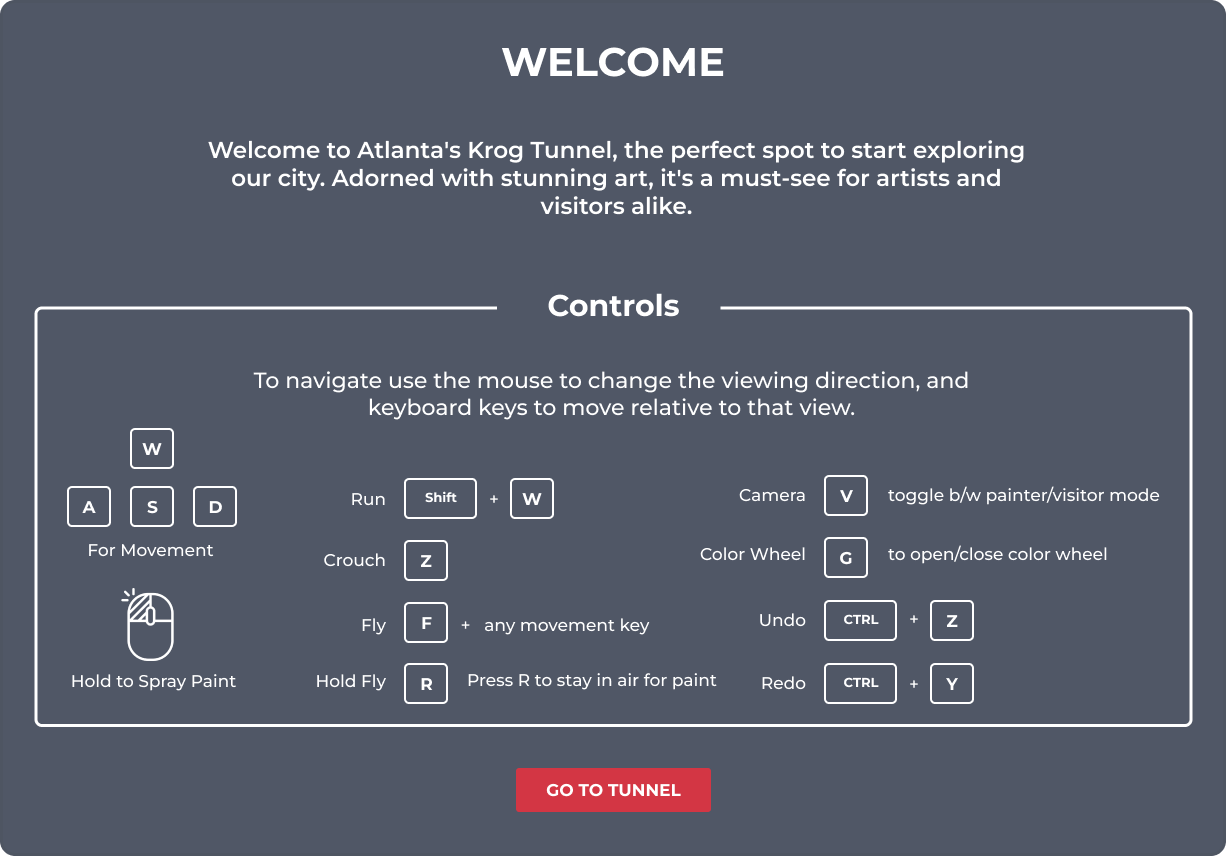 WELCOME
Welcome to Atlanta's Krog Tunnel, the perfect spot to start exploring
our city. Adorned with stunning art, it's a must-see for artists and
visitors alike.
Controls
To navigate use the mouse to change the viewing direction, and
keyboard keys to move relative to that view.
W
A S D
For Movement
Hold to Spray Paint
Run Shift + W
Crouch Z
Fly F + any movement key
Hold Fly R Press R to stay in air for paint
Camera V toggle b/w painter/visitor mode
Color Wheel G to open/close color wheel
Undo CTRL + Z
Redo CTRL + Y
GO TO TUNNEL